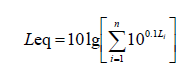 Leq = 10lg[∑_{i=1}^{n} 10^{0.1L_i}]